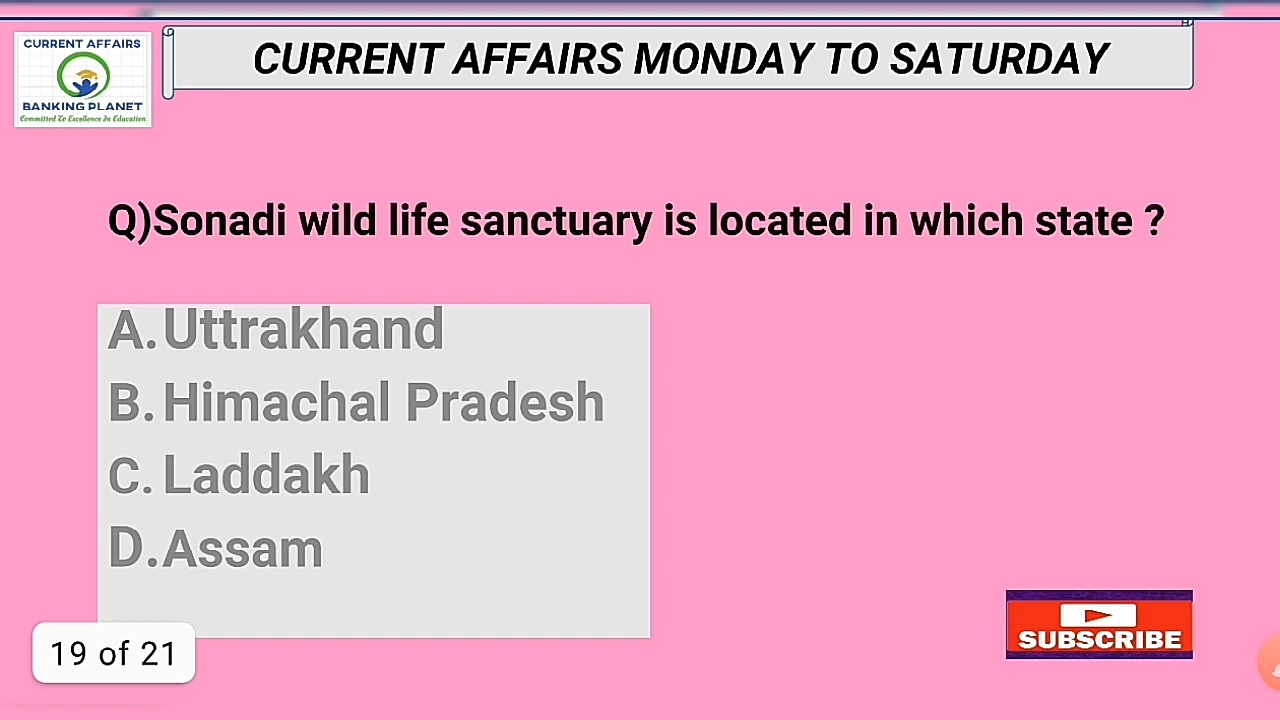 CURRENT AFFAIRS
BANKING PLANET
Committed To Excellence In Education
CURRENT AFFAIRS MONDAY TO SATURDAY
Q)Sonadi wild life sanctuary is located in which state ?
A. Uttrakhand
B. Himachal Pradesh
C. Laddakh
D. Assam
19 of 21
SUBSCRIBE